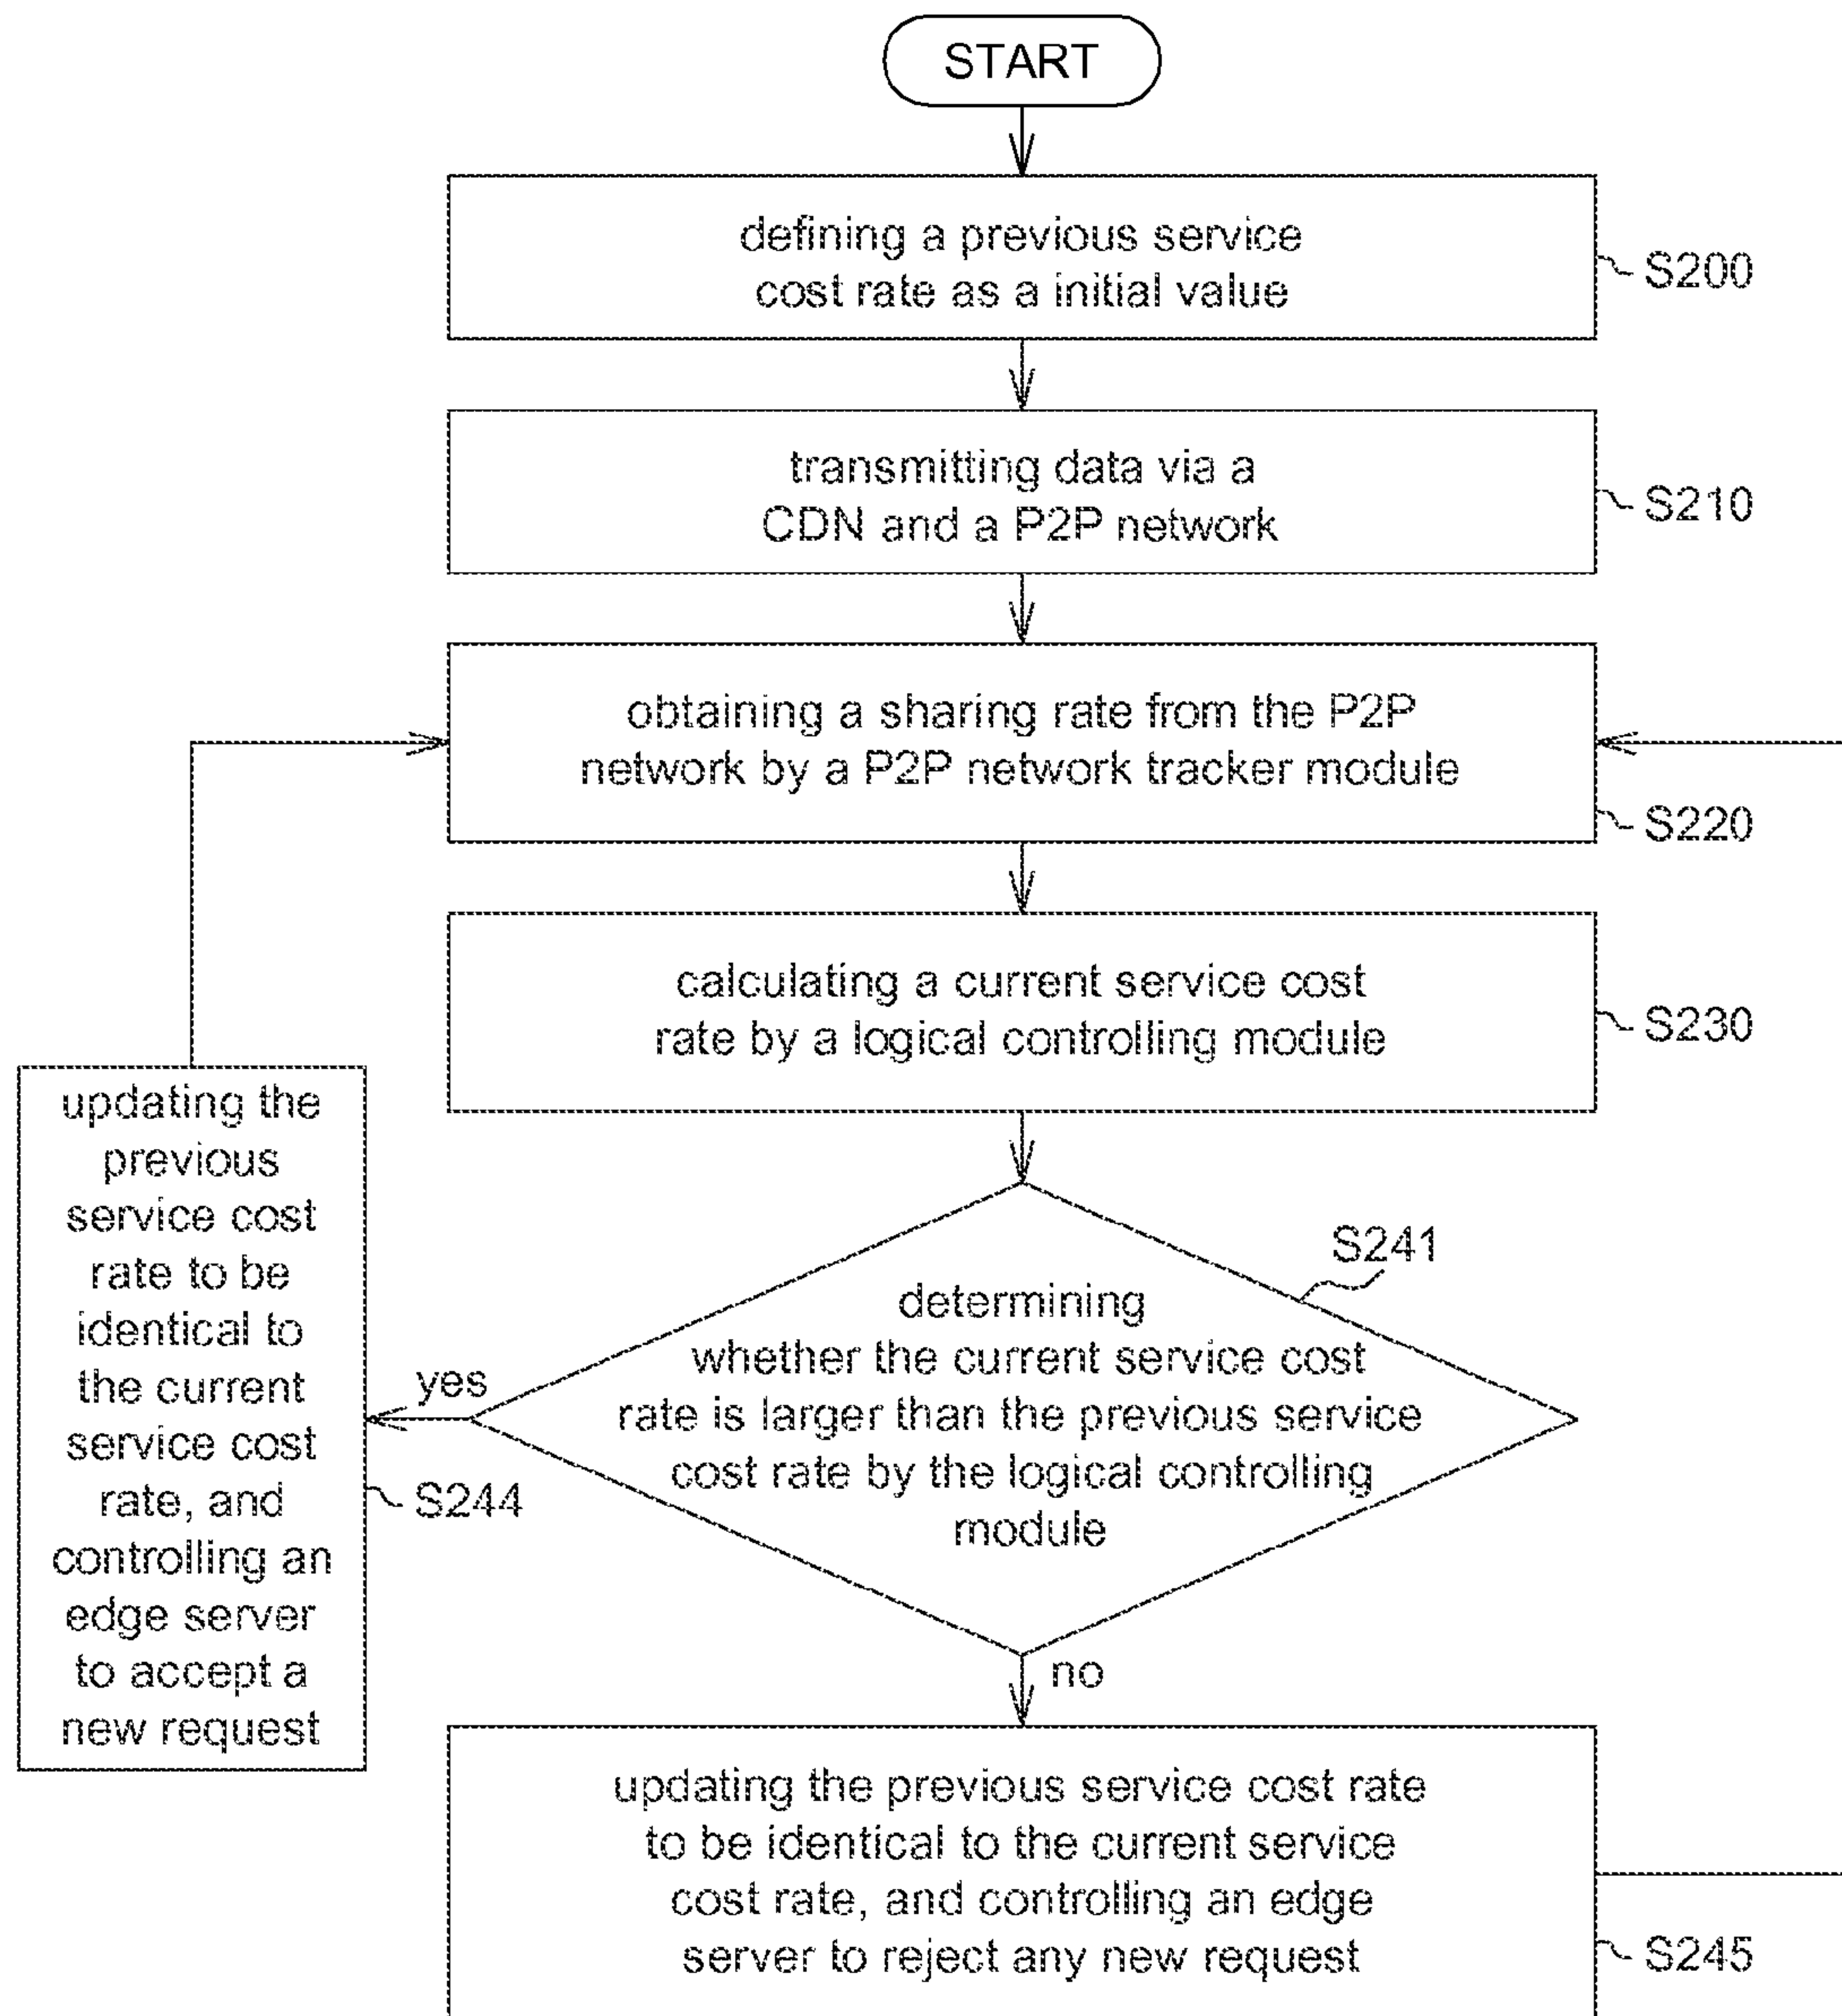 START
defining a previous service
cost rate as a initial value
S200
transmitting data via a
CDN and a P2P network
S210
obtaining a sharing rate from the P2P
network by a P2P network tracker module
S220
calculating a current service cost
rate by a logical controlling module
S230
determining
whether the current service cost
rate is larger than the previous service
cost rate by the logical controlling
module
S241
yes
updating the
previous
service cost
rate to be
identical to
the current
service cost
rate, and
controlling an
edge server
to accept a
new request
S244
no
updating the previous service cost rate
to be identical to the current service
cost rate, and controlling an edge
server to reject any new request
S245